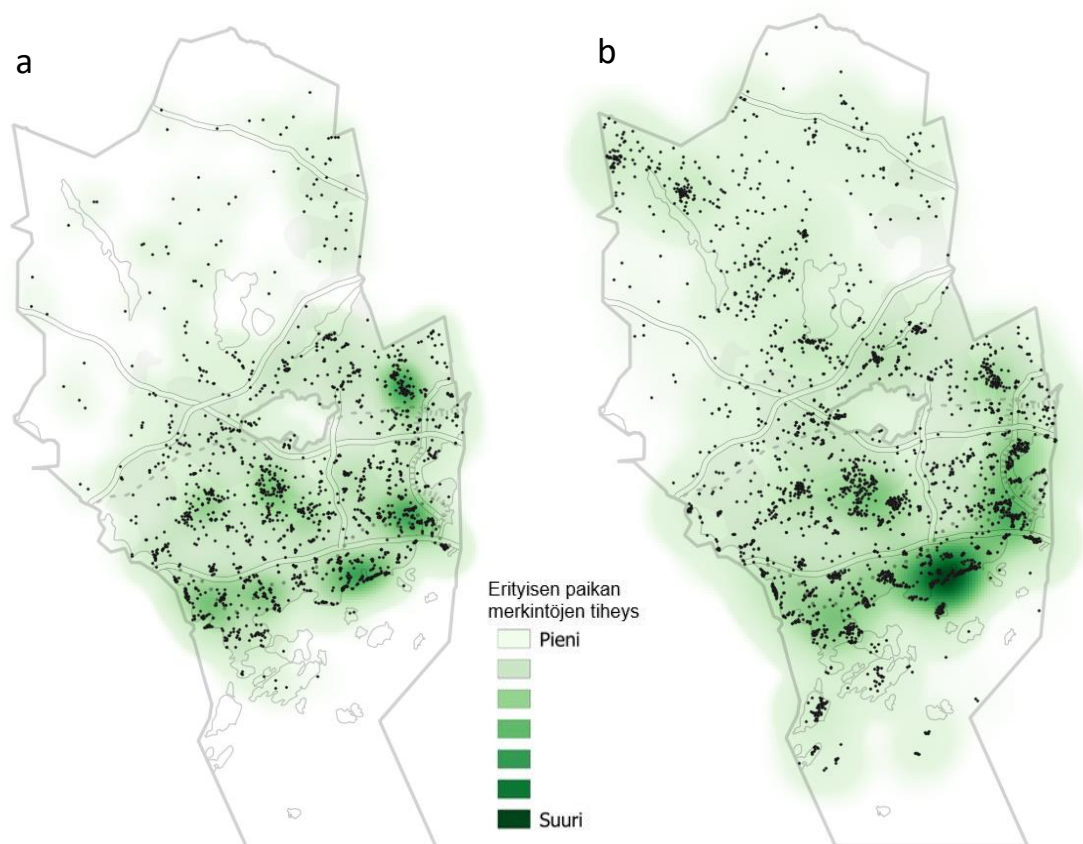 a
b
Erityisen paikan
merkintöjen tiheys
Pieni
Suuri